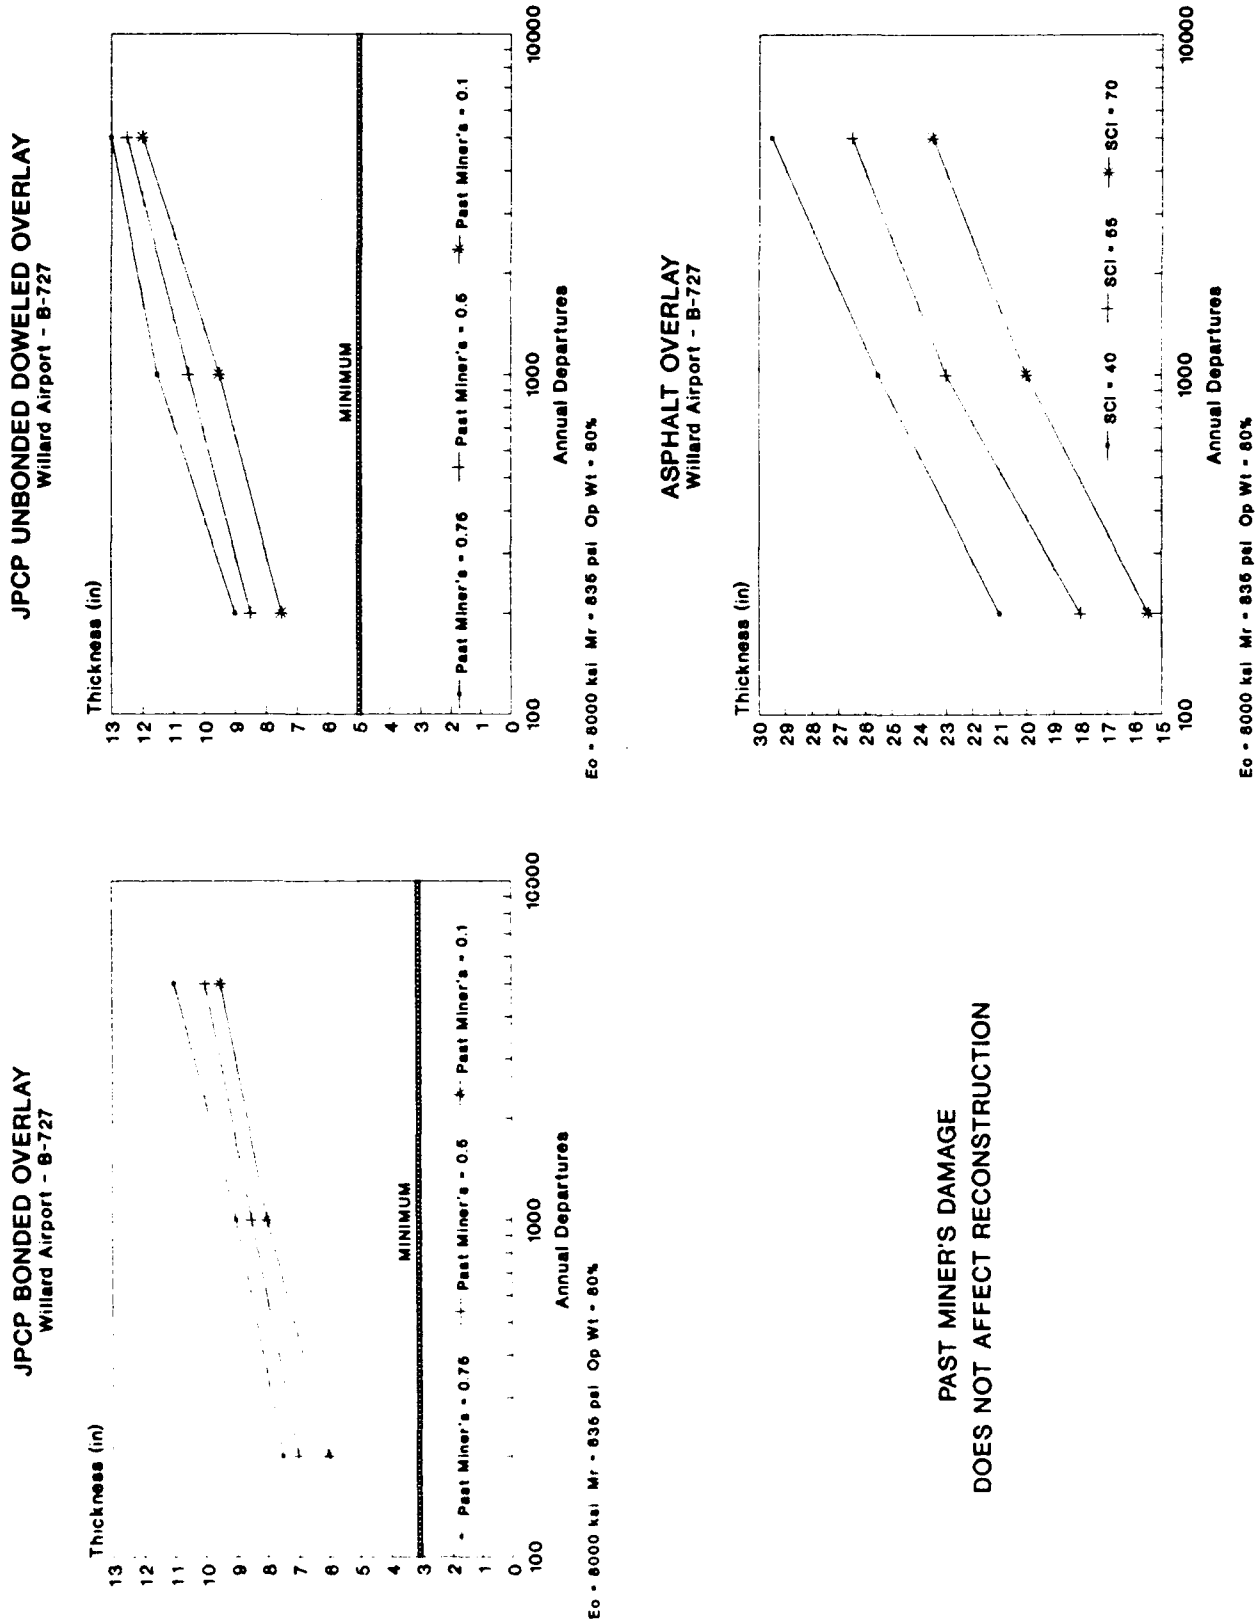 JPCP BONDED OVERLAY
Willard Airport - B-727
Thickness (in)
13
12
11
10
9
8
7
6
5
4
3
2
1
0
MINIMUM
Past Miner's = 0.75
Past Miner's = 0.5
Past Miner's = 0.1
100
1000
10000
Annual Departures
Eo = 6000 ksi Mr = 635 psi Op Wt = 80%
JPCP UNBONDED DOWELED OVERLAY
Willard Airport - B-727
Thickness (in)
13
12
11
10
9
8
7
6
5
4
3
2
1
0
MINIMUM
Past Miner's = 0.75
Past Miner's = 0.5
Past Miner's = 0.1
100
1000
10000
Annual Departures
Eo = 6000 ksi Mr = 635 psi Op Wt = 80%
PAST MINER'S DAMAGE
DOES NOT AFFECT RECONSTRUCTION
ASPHALT OVERLAY
Willard Airport - B-727
Thickness (in)
30
29
28
27
26
25
24
23
22
21
20
19
18
17
16
15
SCI = 40
SCI = 55
SCI = 70
100
1000
10000
Annual Departures
Eo = 6000 ksi Mr = 635 psi Op Wt = 80%